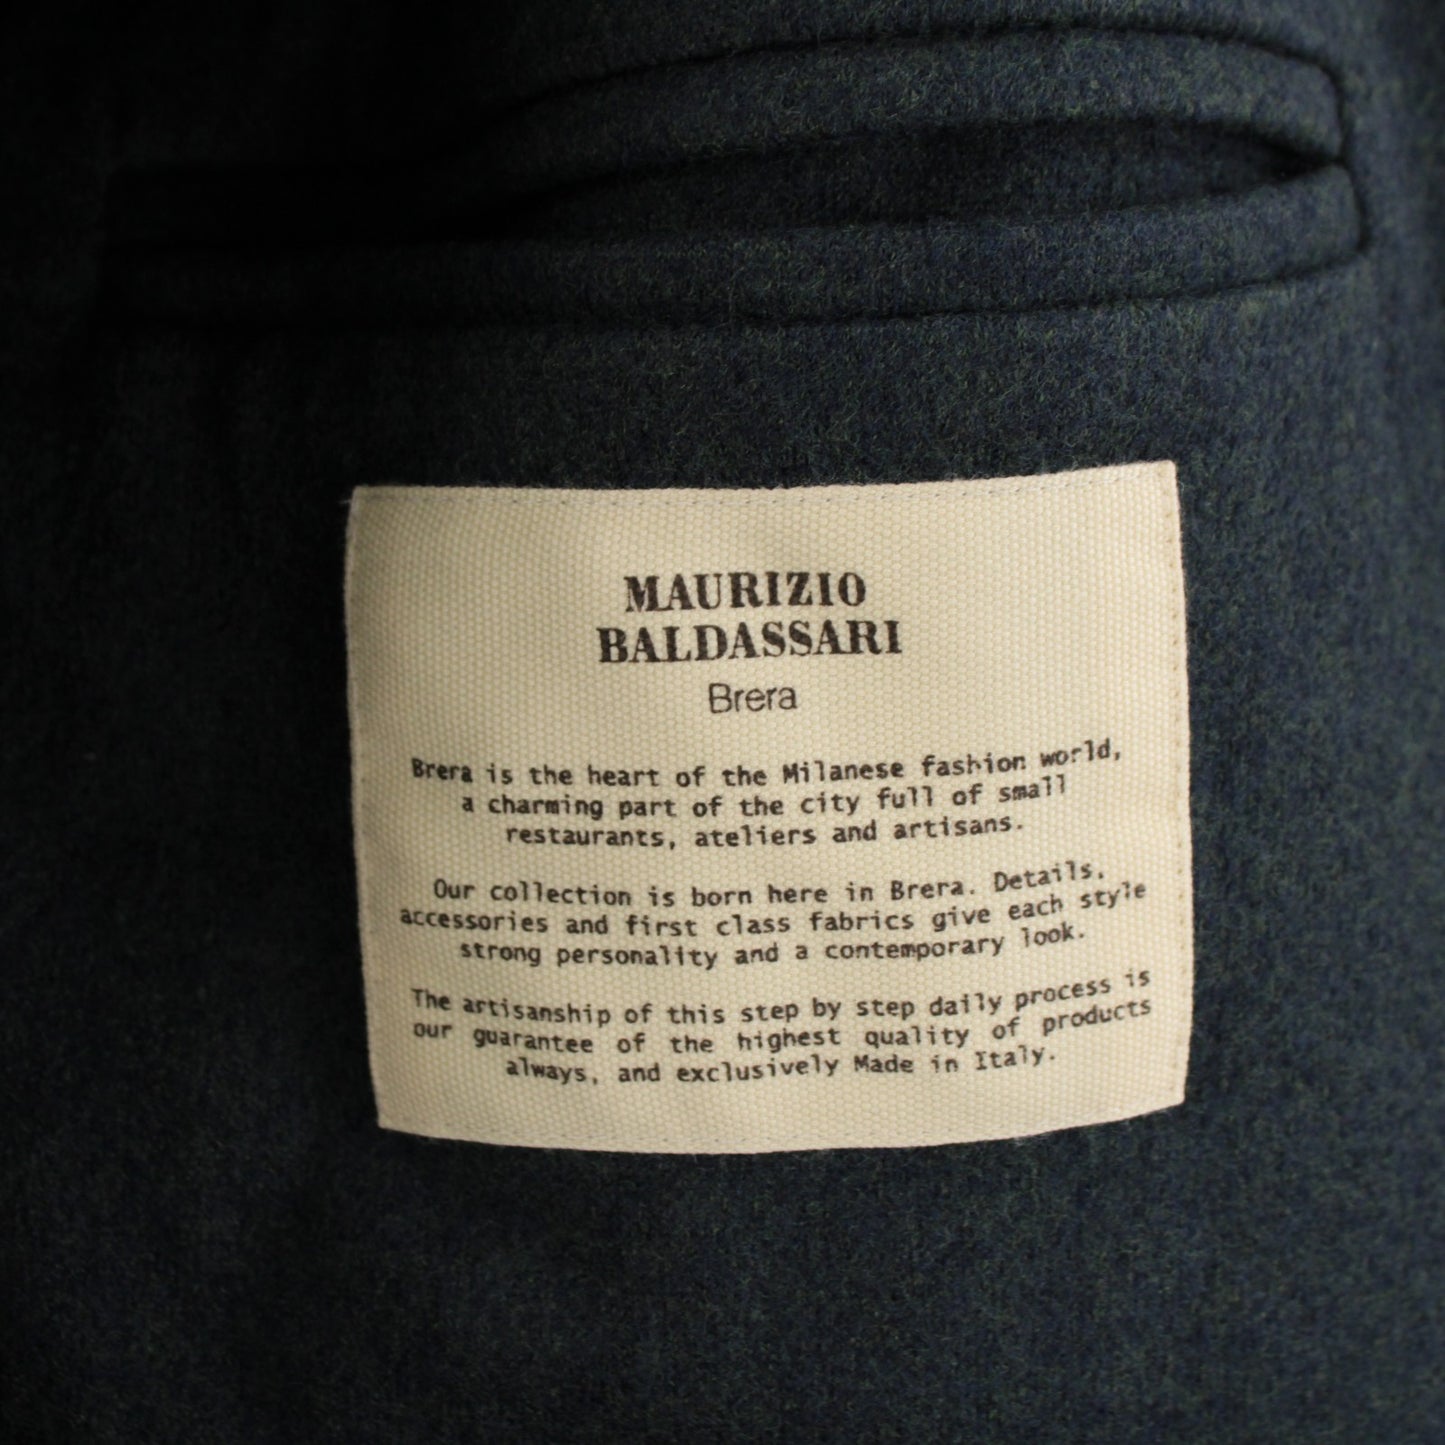 MAURIZIO
BALDASSARI
Brera
Brera is the heart of the Milanese fashion world,
a charming part of the city full of small
restaurants, ateliers and artisans.
Our collection is born here in Brera. Details,
accessories and first class fabrics give each style
strong personality and a contemporary look.
The artisanship of this step by step daily process is
our guarantee of the highest quality of products
always, and exclusively Made in Italy.